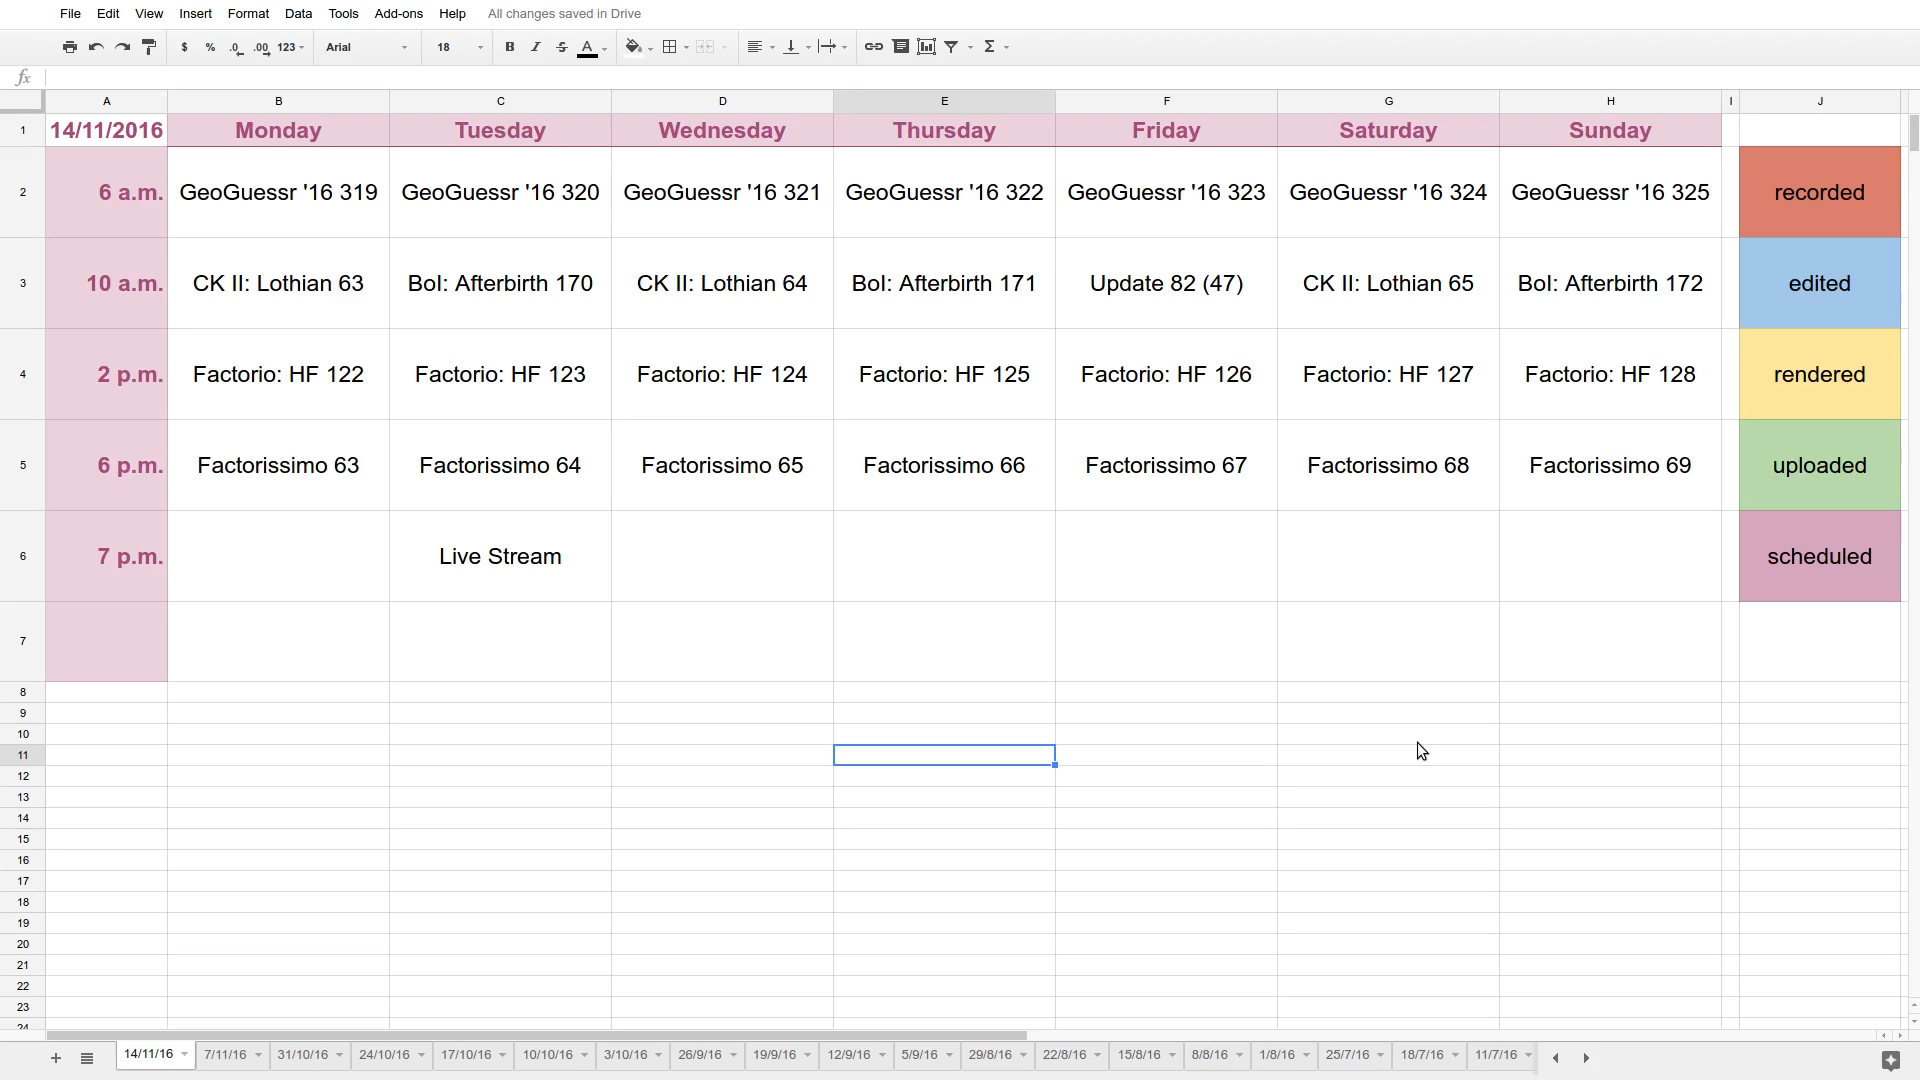 File Edit View Insert Format Data Tools Add-ons Help All changes saved in Drive
$ % .0 .00 123 Arial 18 B I S A Σ
fx
A B C D E F G H I J
1 14/11/2016 Monday Tuesday Wednesday Thursday Friday Saturday Sunday
2 6 a.m. GeoGuessr '16 319 GeoGuessr '16 320 GeoGuessr '16 321 GeoGuessr '16 322 GeoGuessr '16 323 GeoGuessr '16 324 GeoGuessr '16 325 recorded
3 10 a.m. CK II: Lothian 63 BoI: Afterbirth 170 CK II: Lothian 64 BoI: Afterbirth 171 Update 82 (47) CK II: Lothian 65 BoI: Afterbirth 172 edited
4 2 p.m. Factorio: HF 122 Factorio: HF 123 Factorio: HF 124 Factorio: HF 125 Factorio: HF 126 Factorio: HF 127 Factorio: HF 128 rendered
5 6 p.m. Factorissimo 63 Factorissimo 64 Factorissimo 65 Factorissimo 66 Factorissimo 67 Factorissimo 68 Factorissimo 69 uploaded
6 7 p.m. Live Stream scheduled
7
8
9
10
11
12
13
14
15
16
17
18
19
20
21
22
23
24
14/11/16 7/11/16 31/10/16 24/10/16 17/10/16 10/10/16 3/10/16 26/9/16 19/9/16 12/9/16 5/9/16 29/8/16 22/8/16 15/8/16 8/8/16 1/8/16 25/7/16 18/7/16 11/7/16